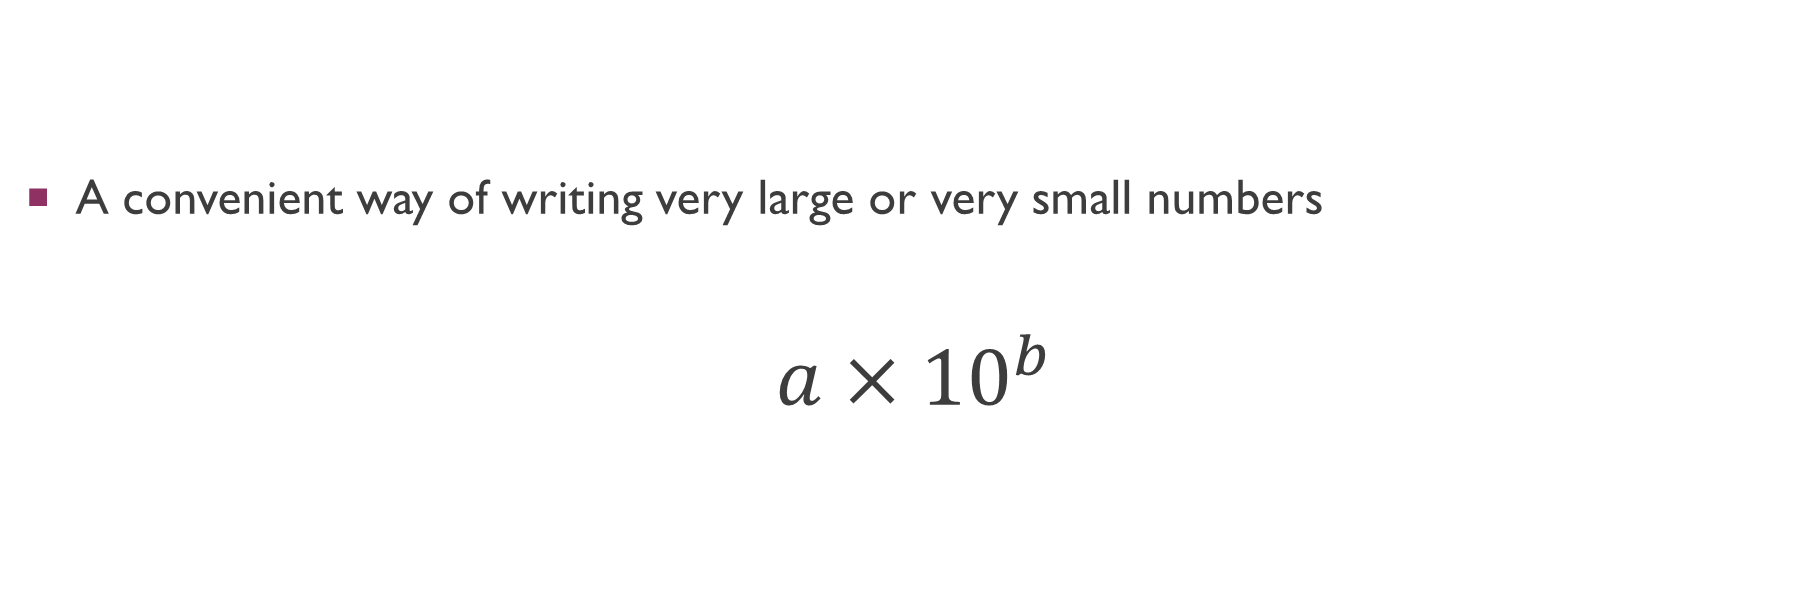 ▪ A convenient way of writing very large or very small numbers
a × 10^b